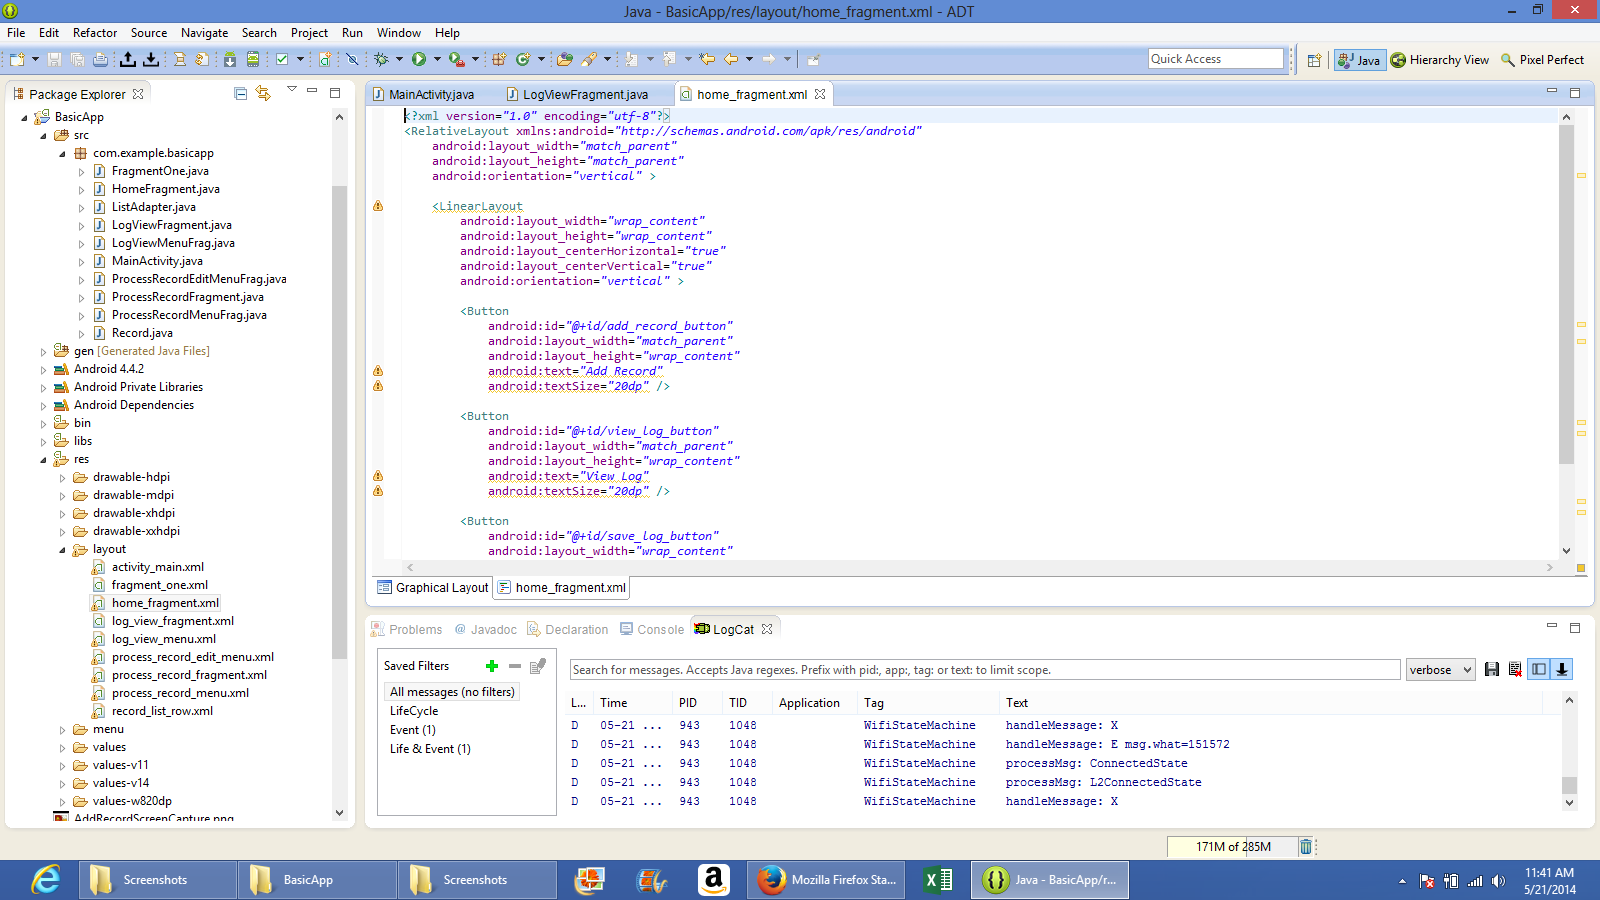 Java - BasicApp/res/layout/home_fragment.xml - ADT
File Edit Refactor Source Navigate Search Project Run Window Help
Quick Access
Java
Hierarchy View
Pixel Perfect
Package Explorer
BasicApp
src
com.example.basicapp
FragmentOne.java
HomeFragment.java
ListAdapter.java
LogViewFragment.java
LogViewMenuFrag.java
MainActivity.java
ProcessRecordEditMenuFrag.java
ProcessRecordFragment.java
ProcessRecordMenuFrag.java
Record.java
gen [Generated Java Files]
Android 4.4.2
Android Private Libraries
Android Dependencies
bin
libs
res
drawable-hdpi
drawable-mdpi
drawable-xhdpi
drawable-xxhdpi
layout
activity_main.xml
fragment_one.xml
home_fragment.xml
log_view_fragment.xml
log_view_menu.xml
process_record_edit_menu.xml
process_record_fragment.xml
process_record_menu.xml
record_list_row.xml
menu
values
values-v11
values-v14
values-w820dp
AddRecordScreenCapture.png
MainActivity.java
LogViewFragment.java
home_fragment.xml
<?xml version="1.0" encoding="utf-8"?>
<RelativeLayout xmlns:android="http://schemas.android.com/apk/res/android"
android:layout_width="match_parent"
android:layout_height="match_parent"
android:orientation="vertical" >
<LinearLayout
android:layout_width="wrap_content"
android:layout_height="wrap_content"
android:layout_centerHorizontal="true"
android:layout_centerVertical="true"
android:orientation="vertical" >
<Button
android:id="@+id/add_record_button"
android:layout_width="match_parent"
android:layout_height="wrap_content"
android:text="Add Record"
android:textSize="20dp" />
<Button
android:id="@+id/view_log_button"
android:layout_width="match_parent"
android:layout_height="wrap_content"
android:text="View Log"
android:textSize="20dp" />
<Button
android:id="@+id/save_log_button"
android:layout_width="wrap_content"
Graphical Layout
home_fragment.xml
Problems
Javadoc
Declaration
Console
LogCat
Saved Filters
All messages (no filters)
LifeCycle
Event (1)
Life & Event (1)
Search for messages. Accepts Java regexes. Prefix with pid:, app:, tag: or text: to limit scope.
verbose
L... Time PID TID Application Tag Text
D 05-21 ... 943 1048 WifiStateMachine handleMessage: X
D 05-21 ... 943 1048 WifiStateMachine handleMessage: E msg.what=151572
D 05-21 ... 943 1048 WifiStateMachine processMsg: ConnectedState
D 05-21 ... 943 1048 WifiStateMachine processMsg: L2ConnectedState
D 05-21 ... 943 1048 WifiStateMachine handleMessage: X
171M of 285M
Screenshots
BasicApp
Screenshots
a
Mozilla Firefox Sta...
Java - BasicApp/r...
11:41 AM
5/21/2014